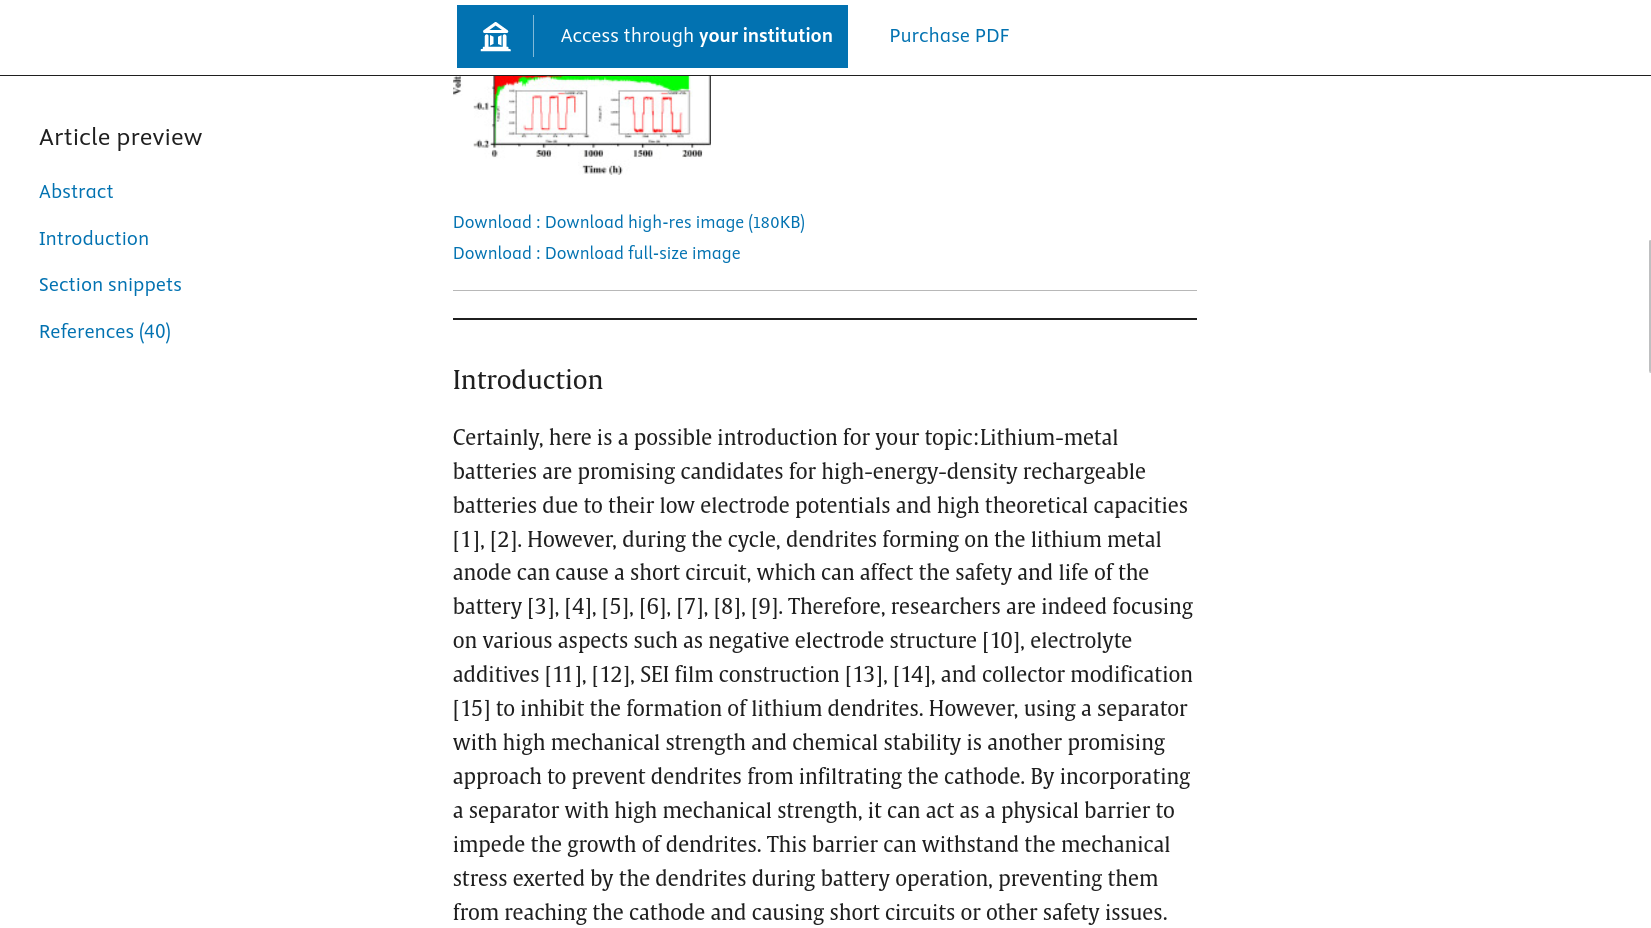 Access through your institution
Purchase PDF
Article preview
Abstract
Introduction
Section snippets
References (40)
-0.1
-0.2
0 500 1000 1500 2000
Time (h)
Download : Download high-res image (180KB)
Download : Download full-size image
Introduction
Certainly, here is a possible introduction for your topic:Lithium-metal
batteries are promising candidates for high-energy-density rechargeable
batteries due to their low electrode potentials and high theoretical capacities
[1], [2]. However, during the cycle, dendrites forming on the lithium metal
anode can cause a short circuit, which can affect the safety and life of the
battery [3], [4], [5], [6], [7], [8], [9]. Therefore, researchers are indeed focusing
on various aspects such as negative electrode structure [10], electrolyte
additives [11], [12], SEI film construction [13], [14], and collector modification
[15] to inhibit the formation of lithium dendrites. However, using a separator
with high mechanical strength and chemical stability is another promising
approach to prevent dendrites from infiltrating the cathode. By incorporating
a separator with high mechanical strength, it can act as a physical barrier to
impede the growth of dendrites. This barrier can withstand the mechanical
stress exerted by the dendrites during battery operation, preventing them
from reaching the cathode and causing short circuits or other safety issues.